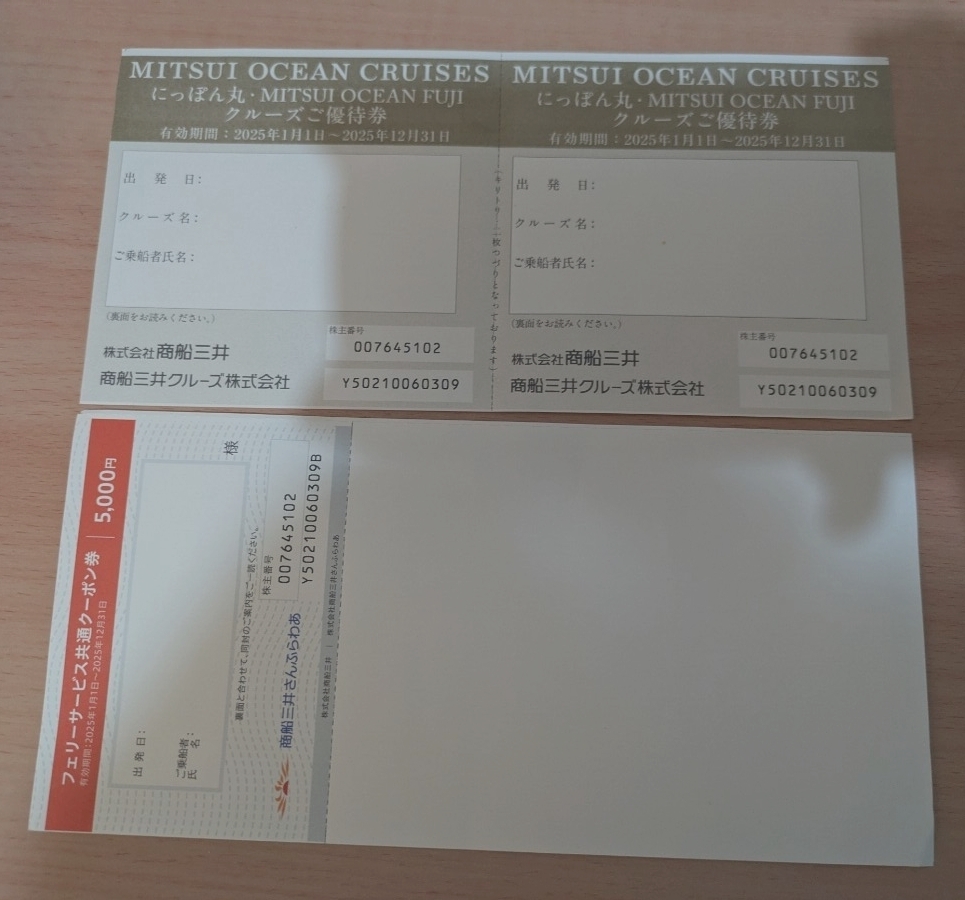 MITSUI OCEAN CRUISES
にっぽん丸・MITSUI OCEAN FUJI
クルーズご優待券
有効期間：2025年1月1日～2025年12月31日
出発日：
クルーズ名：
ご乗船者氏名：
（裏面をお読みください。）
株式会社商船三井
商船三井クルーズ株式会社
株主番号
007645102
Y50210060309
MITSUI OCEAN CRUISES
にっぽん丸・MITSUI OCEAN FUJI
クルーズご優待券
有効期間：2025年1月1日～2025年12月31日
出発日：
クルーズ名：
ご乗船者氏名：
（裏面をお読みください。）
株式会社商船三井
商船三井クルーズ株式会社
株主番号
007645102
Y50210060309
フェリーサービス共通クーポン券｜5,000円
有効期間：2025年1月1日～2025年12月31日
出発日：
ご乗船者
氏名：
様
裏面と合わせて、同封のご案内をご一読ください。
株主番号
007645102
Y50210060309B
商船三井さんふらわあ
株式会社商船三井｜株式会社商船三井さんふらわあ